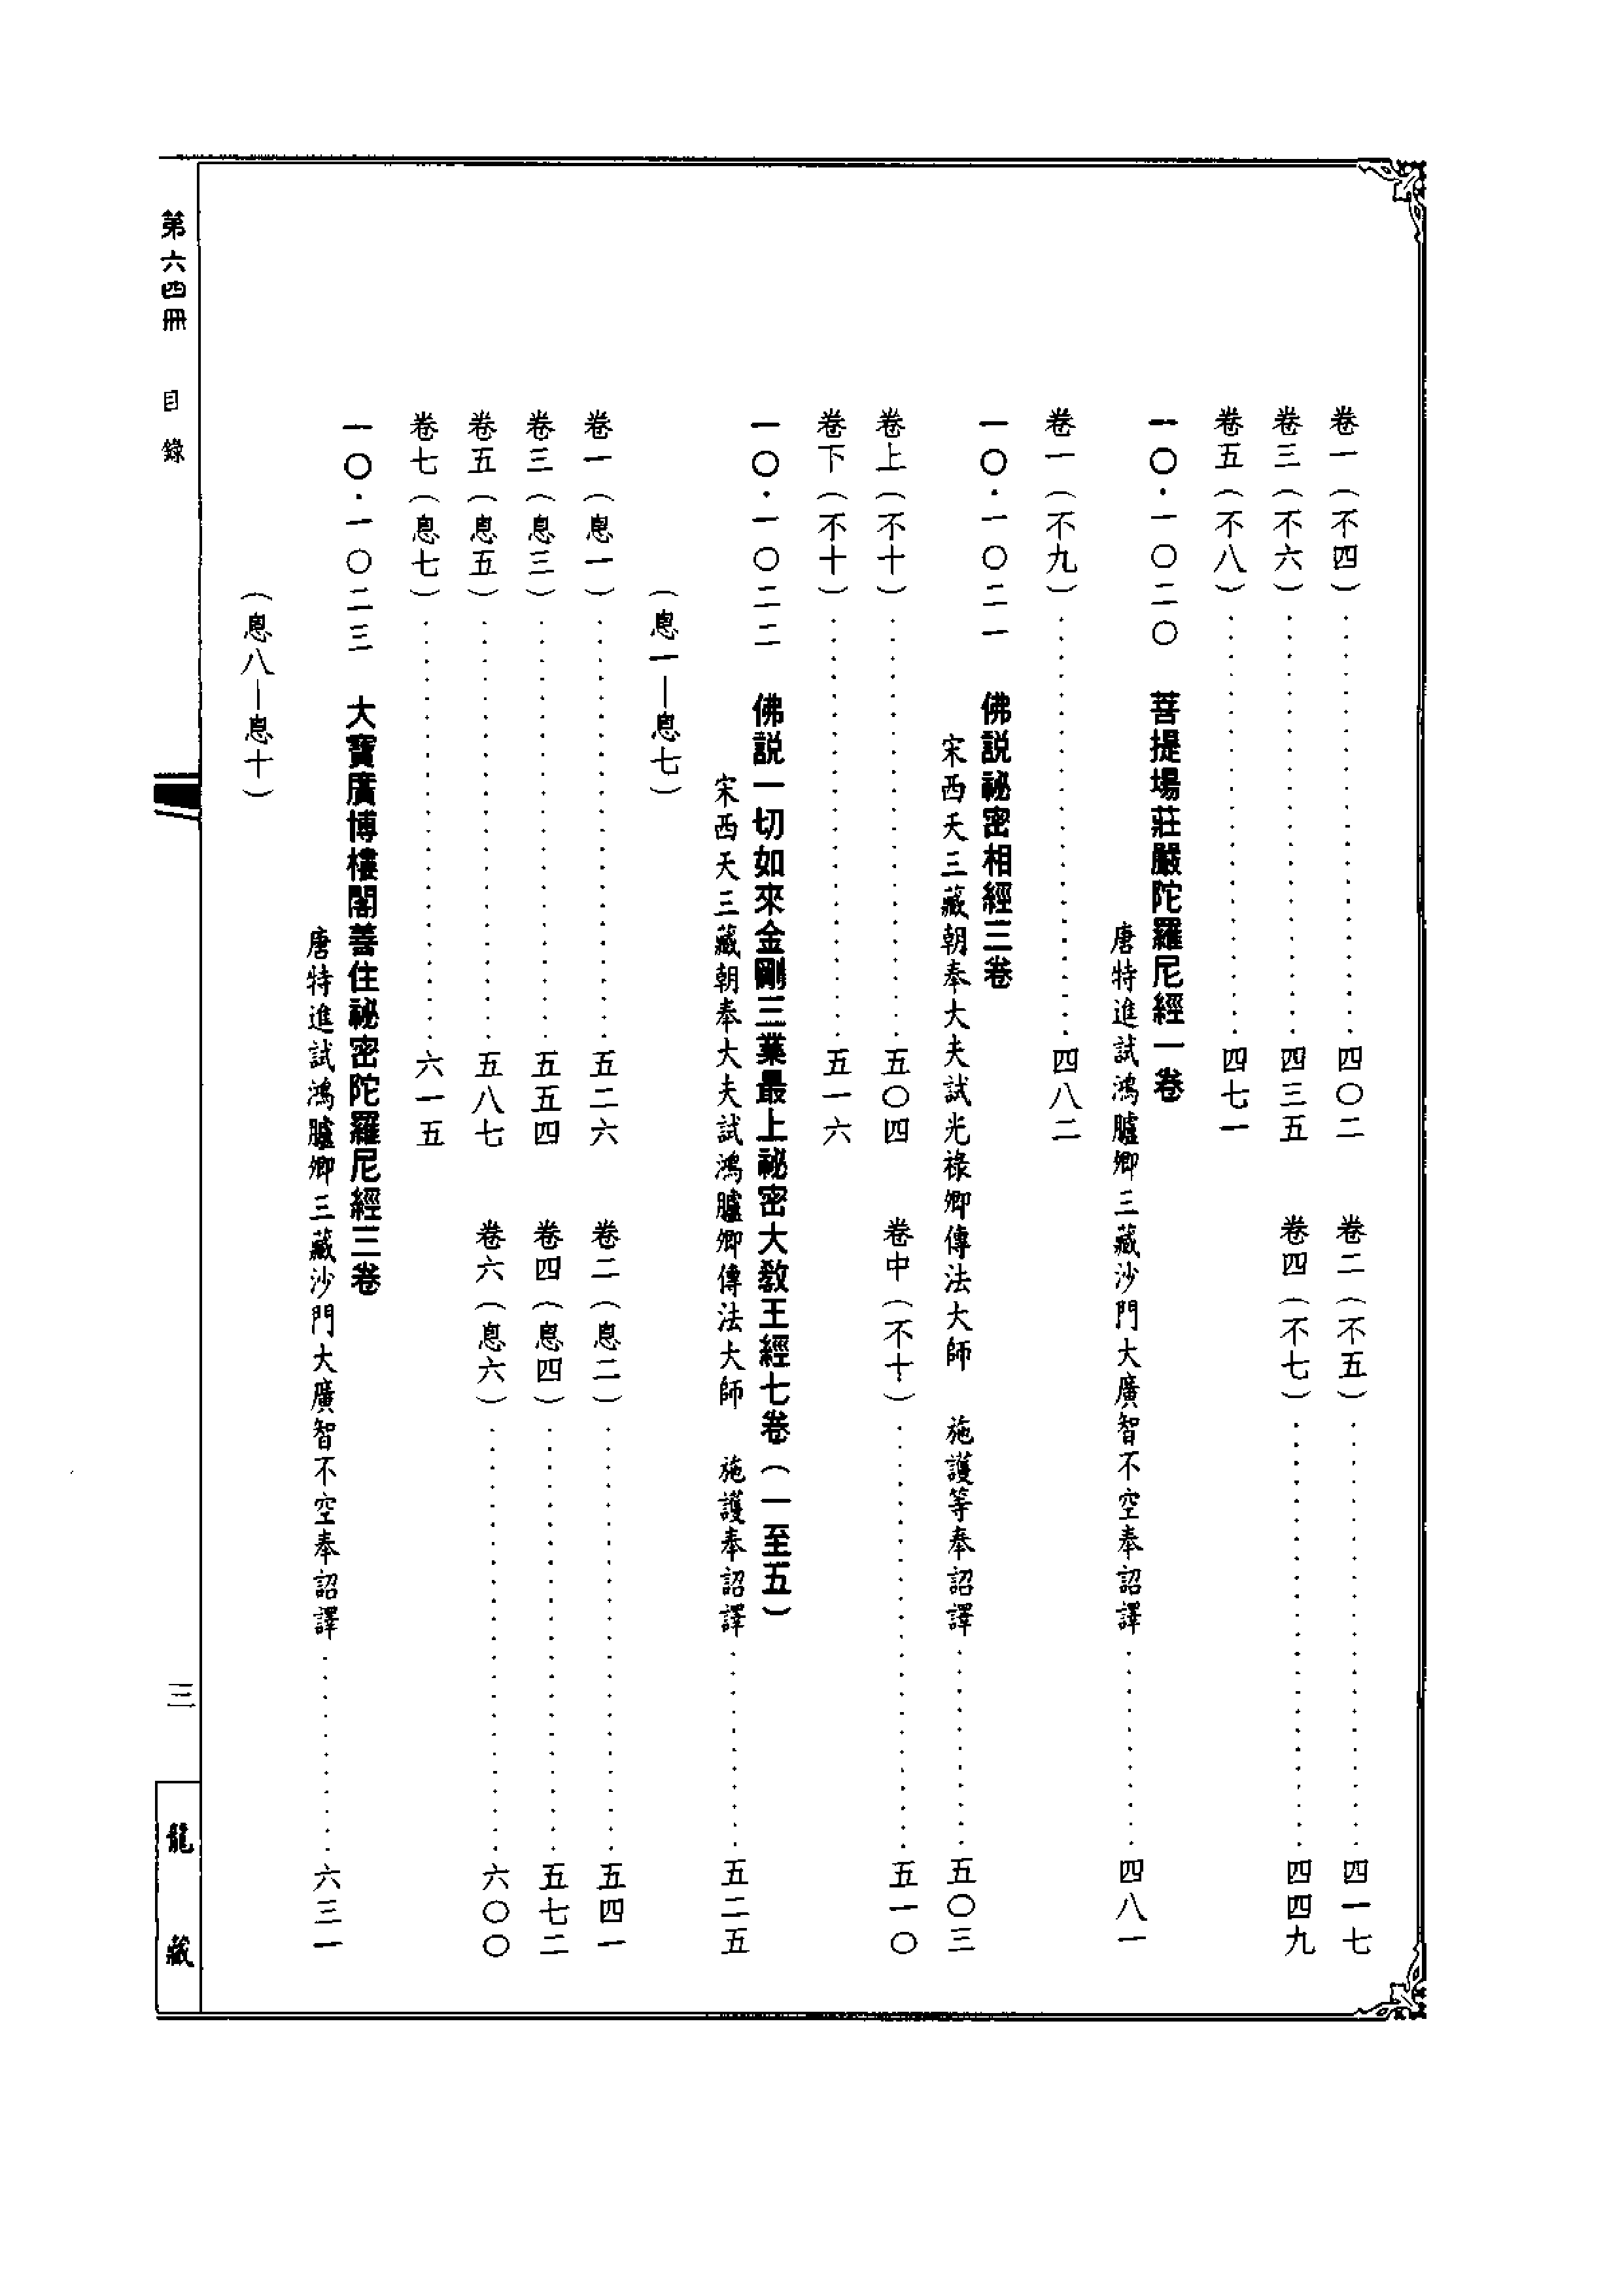 卷一（不四）……………四〇二　卷二（不五）……………四一七
卷三（不六）……………四三五　卷四（不七）……………四四九
卷五（不八）……………四七一
一〇．一〇二〇　菩提場莊嚴陀羅尼經一卷
唐特進試鴻臚卿三藏沙門大廣智不空奉詔譯……………四八一
卷一（不九）……………四八二
一〇．一〇二一　佛説祕密相經三卷
宋西天三藏朝奉大夫試光祿卿傳法大師　施護等奉詔譯……………五〇三
卷上（不十）……………五〇四　卷中（不十）……………五一〇
卷下（不十）……………五一六
一〇．一〇二二　佛説一切如來金剛三業最上祕密大教王經七卷（一至五）
宋西天三藏朝奉大夫試鴻臚卿傳法大師　施護奉詔譯……………五二五
（息一—息七）
卷一（息一）……………五二六　卷二（息二）……………五四一
卷三（息三）……………五五四　卷四（息四）……………五七二
卷五（息五）……………五八七　卷六（息六）……………六〇〇
卷七（息七）……………六一五
一〇．一〇二三　大寶廣博樓閣善住祕密陀羅尼經三卷
唐特進試鴻臚卿三藏沙門大廣智不空奉詔譯……………六三一
（息八—息十）
第六四冊　目錄　三　龍藏